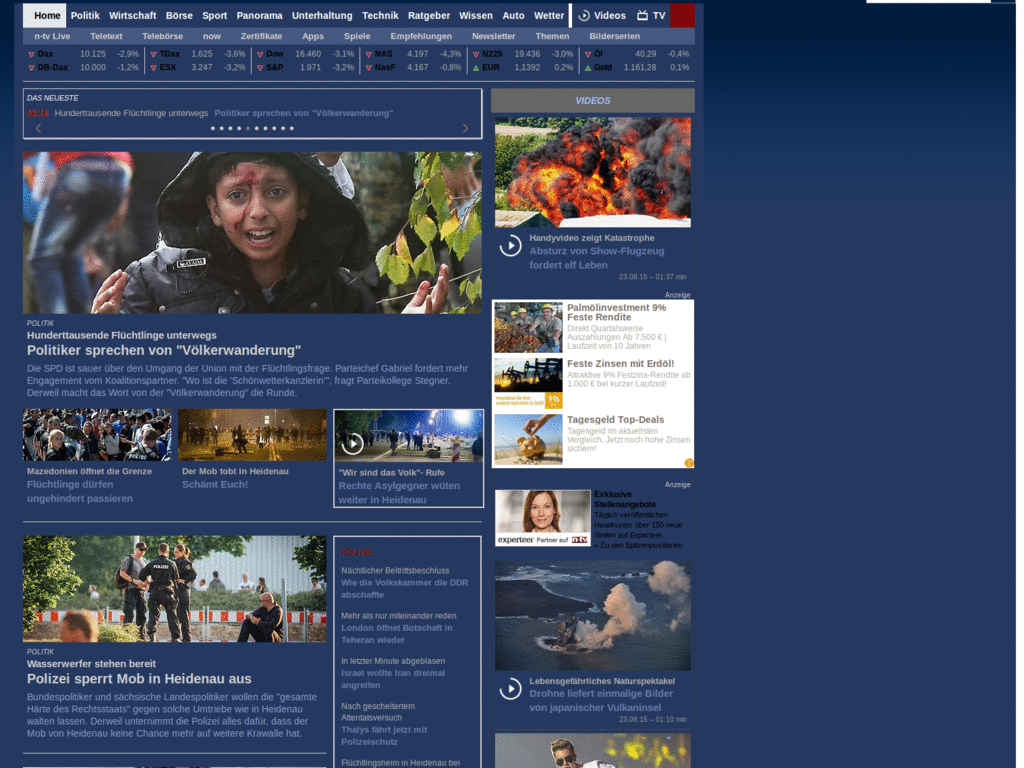 Home Politik Wirtschaft Börse Sport Panorama Unterhaltung Technik Ratgeber Wissen Auto Wetter Videos TV
n-tv Live Teletext Telebörse now Zertifikate Apps Spiele Empfehlungen Newsletter Themen Bilderserien
Dax 10.125 -2,9% TDax 1.625 -3,6% Dow 16.460 -3,1% NAS 4.197 -4,3% N225 19.436 -3,0% Öl 40,29 -0,4%
DB-Dax 10.000 -1,2% ESX 3.247 -3,2% S&P 1.971 -3,2% NasF 4.167 -0,8% EUR 1,1392 0,2% Gold 1.161,28 0,1%
DAS NEUESTE
Hunderttausende Flüchtlinge unterwegs Politiker sprechen von "Völkerwanderung"
POLITIK
Hunderttausende Flüchtlinge unterwegs
Politiker sprechen von "Völkerwanderung"
Die SPD ist sauer über den Umgang der Union mit der Flüchtlingsfrage. Parteichef Gabriel fordert mehr
Engagement vom Koalitionspartner. "Wo ist die 'Schönwetterkanzlerin'", fragt Parteikollege Stegner.
Derweil macht das Wort von der "Völkerwanderung" die Runde.
Mazedonien öffnet die Grenze
Flüchtlinge dürfen
ungehindert passieren
Der Mob tobt in Heidenau
Schämt Euch!
"Wir sind das Volk"- Rufe
Rechte Asylgegner wüten
weiter in Heidenau
POLIZEI
POLITIK
Wasserwerfer stehen bereit
Polizei sperrt Mob in Heidenau aus
Bundespolitiker und sächsische Landespolitiker wollen die "gesamte
Härte des Rechtsstaats" gegen solche Umtriebe wie in Heidenau
walten lassen. Derweil unternimmt die Polizei alles dafür, dass der
Mob von Heidenau keine Chance mehr auf weitere Krawalle hat.
Nächtlicher Beitrittsbeschluss
Wie die Volkskammer die DDR
abschaffte
Mehr als nur miteinander reden
London öffnet Botschaft in
Teheran wieder
In letzter Minute abgeblasen
Israel wollte Iran dreimal
angreifen
Nach gescheitertem
Attentatsversuch
Thalys fährt jetzt mit
Polizeischutz
Flüchtlingsheim in Heidenau bei
VIDEOS
Handyvideo zeigt Katastrophe
Absturz von Show-Flugzeug
fordert elf Leben
23.08.15 – 01:37 min
Anzeige
Palmölinvestment 9%
Feste Rendite
Direkt Quartalsweise
Auszahlungen Ab 7.500 € |
Laufzeit von 10 Jahren
Feste Zinsen mit Erdöl!
Attraktive 9% Festzins-Rendite ab
1.000 € bei kurzer Laufzeit!
9%
Tagesgeld Top-Deals
Tagesgeld im aktuellsten
Vergleich. Jetzt noch hohe Zinsen
sichern!
Anzeige
experteer Partner auf n-tv
Exklusive
Stellenangebote
Täglich veröffentlichen
Headhunter über 150 neue
Stellen auf Experteer.
» Zu den Spitzenpositionen
Lebensgefährliches Naturspektakel
Drohne liefert einmalige Bilder
von japanischer Vulkaninsel
23.08.15 – 01:10 min